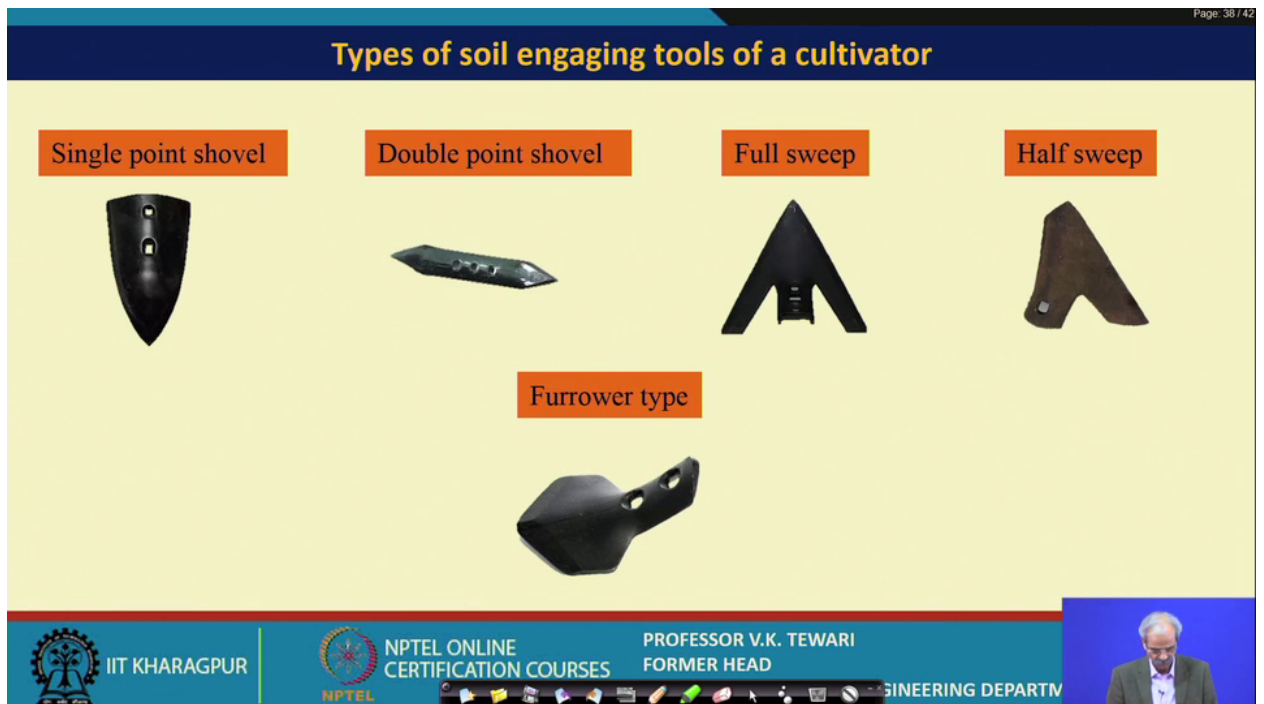 Page: 38 / 42
Types of soil engaging tools of a cultivator
Single point shovel
Double point shovel
Full sweep
Half sweep
Furrower type
IIT KHARAGPUR
NPTEL
NPTEL ONLINE
CERTIFICATION COURSES
PROFESSOR V.K. TEWARI
FORMER HEAD
GINEERING DEPARTM